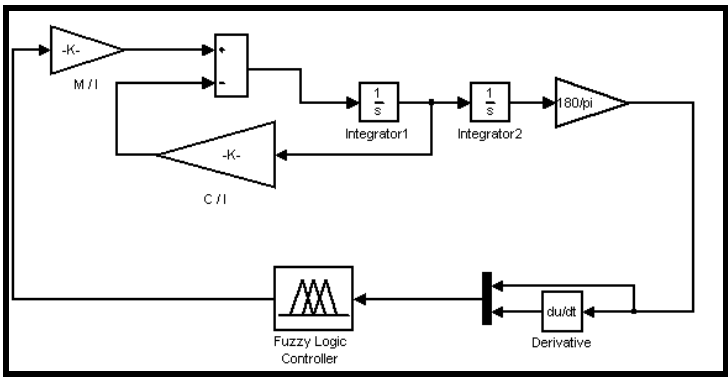 -K-
M / I
+
-
1
s
Integrator1
1
s
Integrator2
180/pi
-K-
C / I
Fuzzy Logic
Controller
du/dt
Derivative